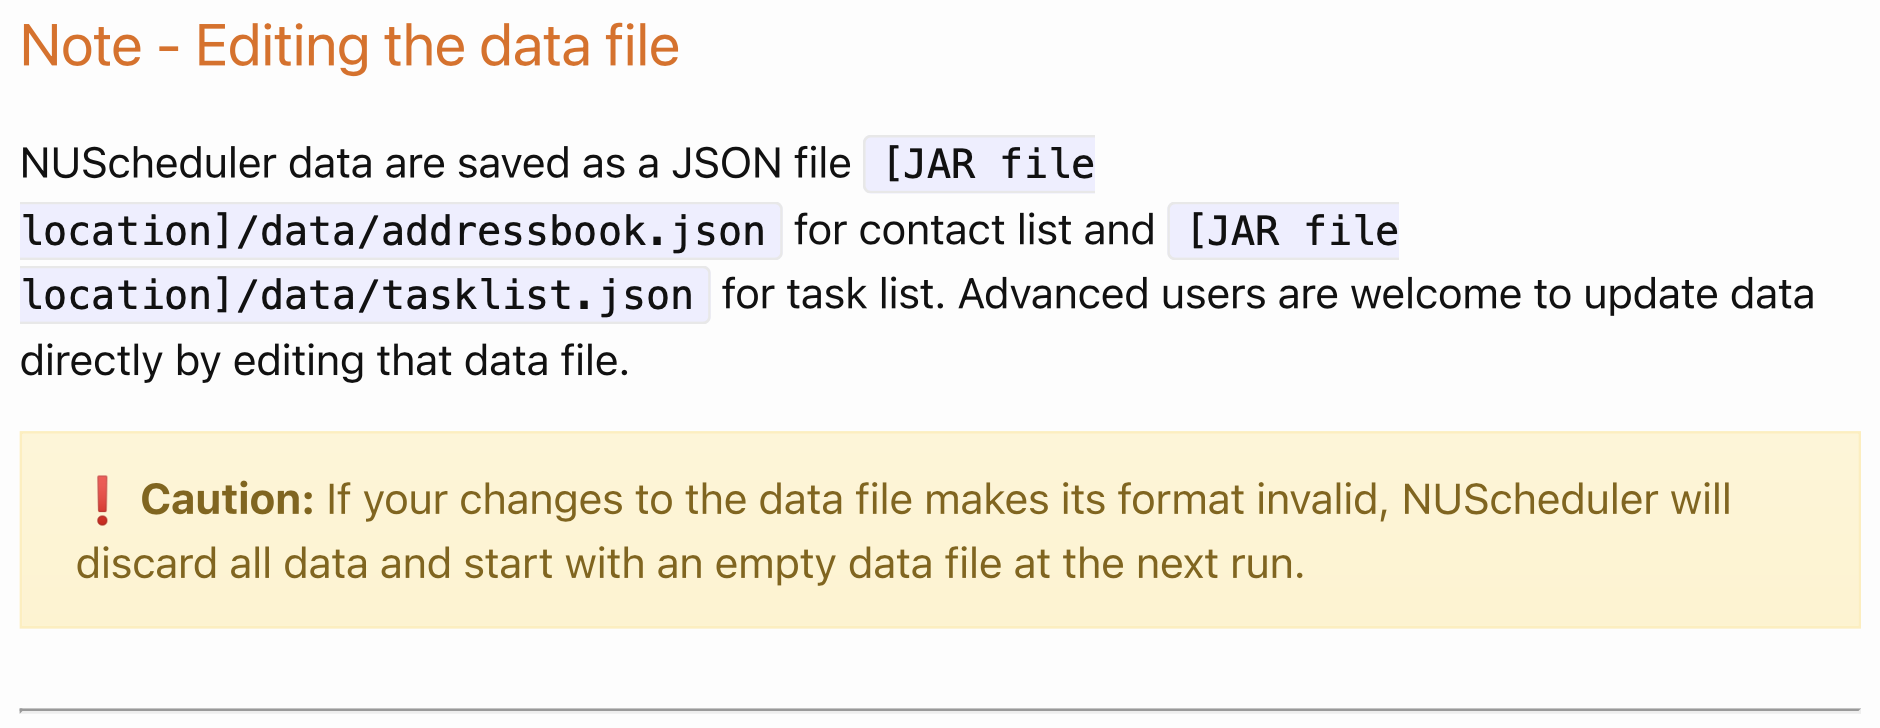 Note - Editing the data file
NUScheduler data are saved as a JSON file [JAR file
location]/data/addressbook.json for contact list and [JAR file
location]/data/tasklist.json for task list. Advanced users are welcome to update data
directly by editing that data file.
❗ Caution: If your changes to the data file makes its format invalid, NUScheduler will
discard all data and start with an empty data file at the next run.